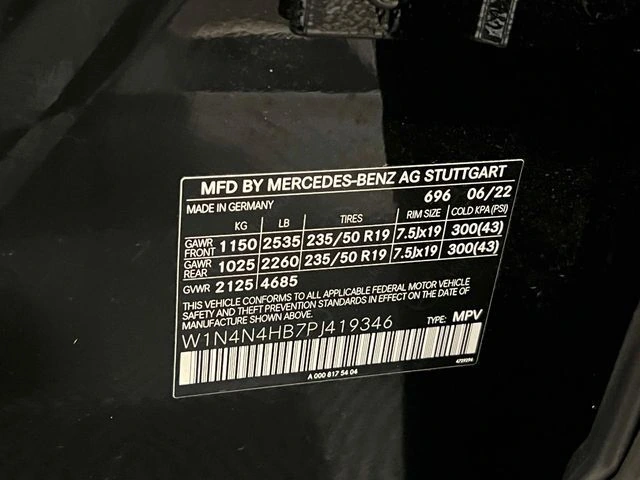 MFD BY MERCEDES-BENZ AG STUTTGART
MADE IN GERMANY 696 06/22
KG LB TIRES RIM SIZE COLD KPA (PSI)
GAWR FRONT 1150 2535 235/50 R19 7.5Jx19 300(43)
GAWR REAR 1025 2260 235/50 R19 7.5Jx19 300(43)
GVWR 2125 4685
THIS VEHICLE CONFORMS TO ALL APPLICABLE FEDERAL MOTOR VEHICLE
SAFETY AND THEFT PREVENTION STANDARDS IN EFFECT ON THE DATE OF
MANUFACTURE SHOWN ABOVE.
W1N4N4HB7PJ419346 TYPE: MPV
A 000 817 54 04